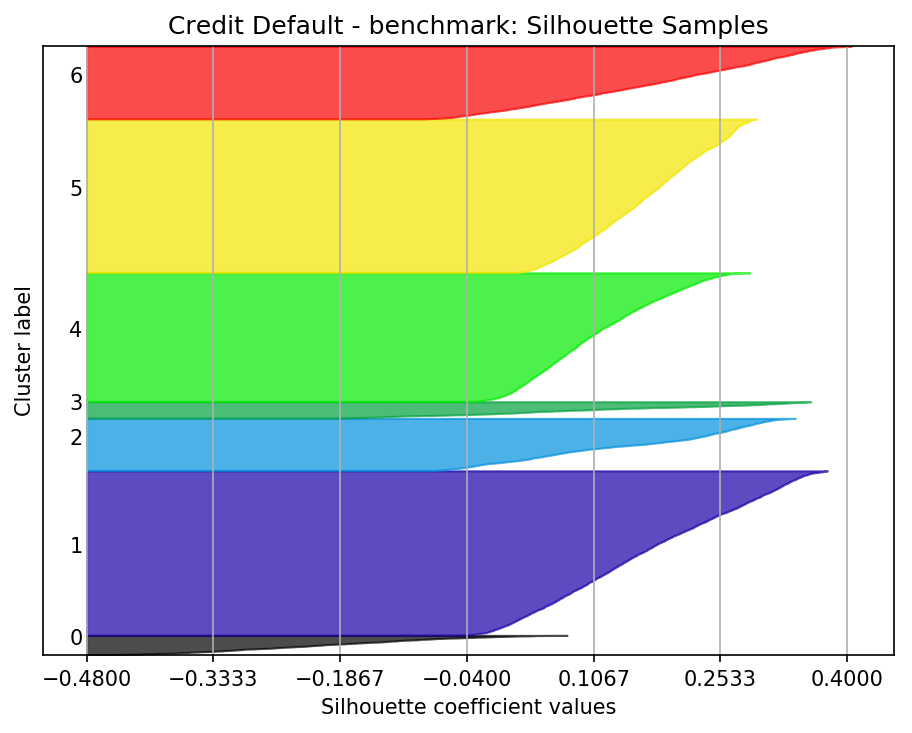 Credit Default - benchmark: Silhouette Samples
6
5
4
3
2
1
0
Cluster label
−0.4800 −0.3333 −0.1867 −0.0400 0.1067 0.2533 0.4000
Silhouette coefficient values